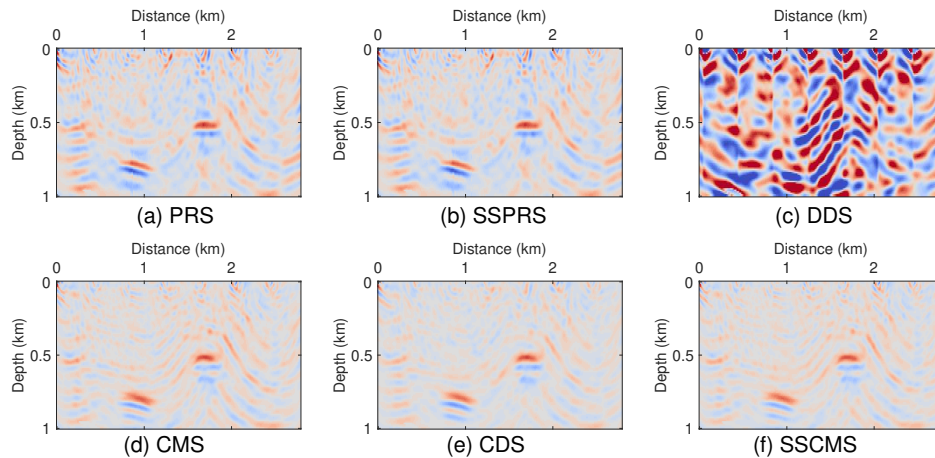 Distance (km) Distance (km) Distance (km)
0 1 2 0 1 2 0 1 2
0 0 0
Depth (km) Depth (km) Depth (km)
0.5 0.5 0.5
1 1 1
(a) PRS (b) SSPRS (c) DDS
Distance (km) Distance (km) Distance (km)
0 1 2 0 1 2 0 1 2
0 0 0
Depth (km) Depth (km) Depth (km)
0.5 0.5 0.5
1 1 1
(d) CMS (e) CDS (f) SSCMS